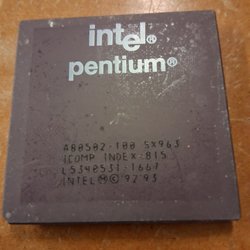 intel®
pentium®
A80502-100 SX963
ICOMP INDEX=815
L5340531-1667
INTEL Ⓜ © '92 '93